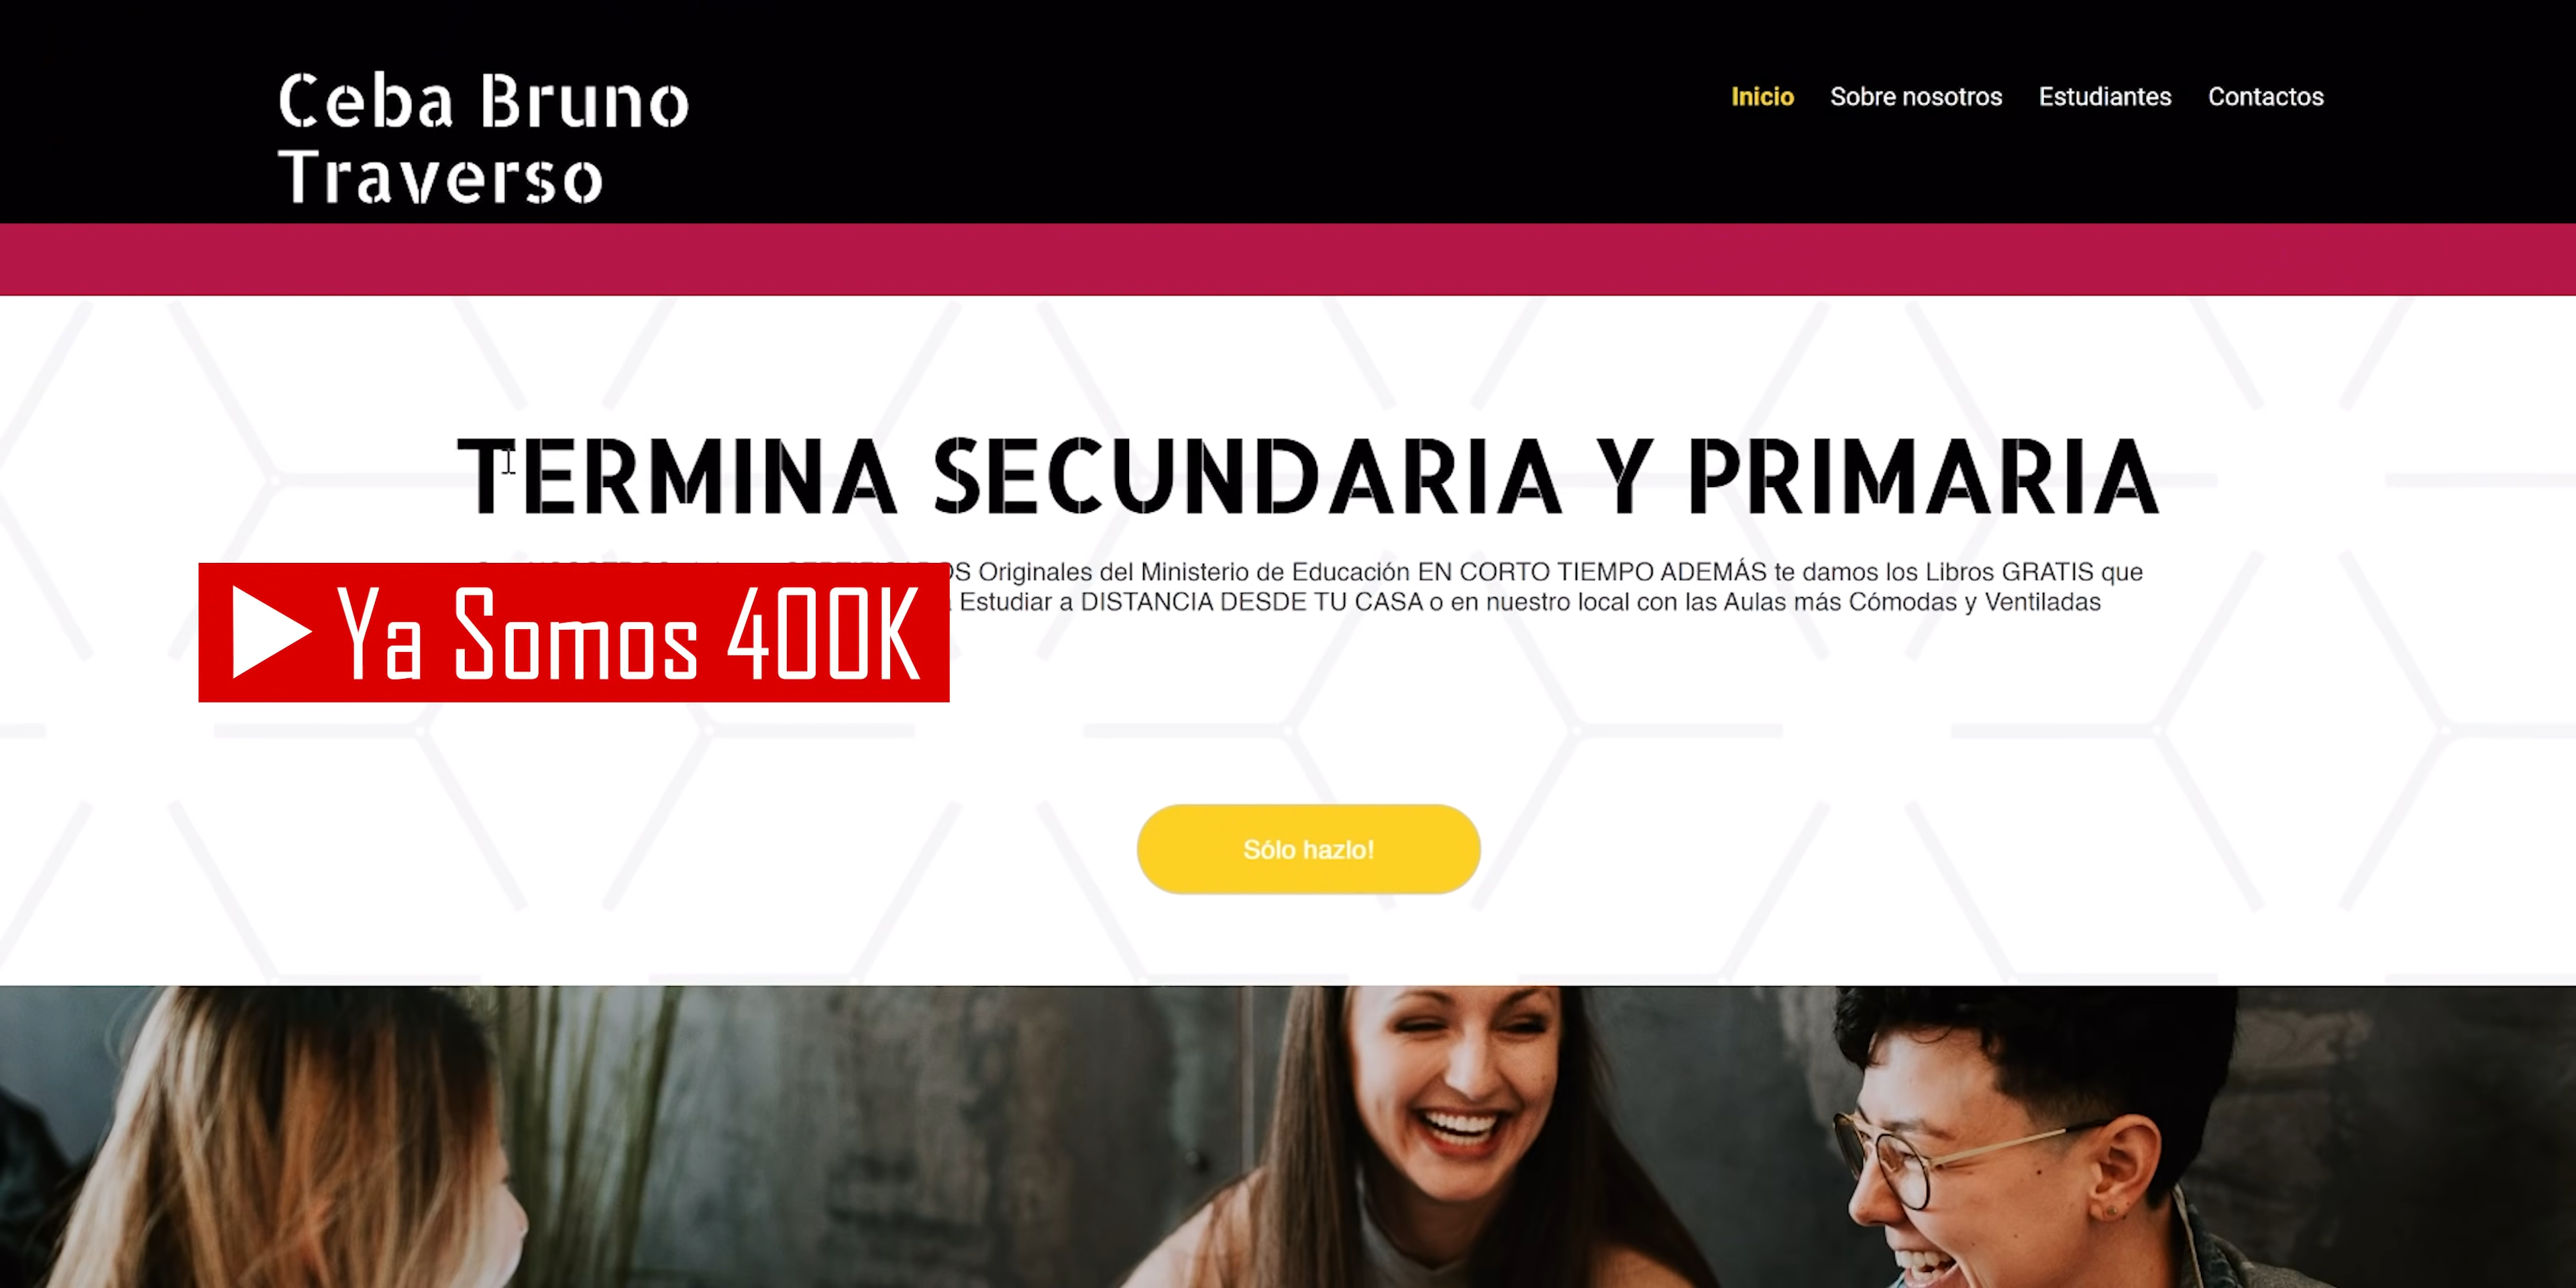 Ceba Bruno
Traverso
Inicio Sobre nosotros Estudiantes Contactos
TERMINA SECUNDARIA Y PRIMARIA
Originales del Ministerio de Educación EN CORTO TIEMPO ADEMÁS te damos los Libros GRATIS que
Estudiar a DISTANCIA DESDE TU CASA o en nuestro local con las Aulas más Cómodas y Ventiladas
Ya Somos 400K
Sólo hazlo!